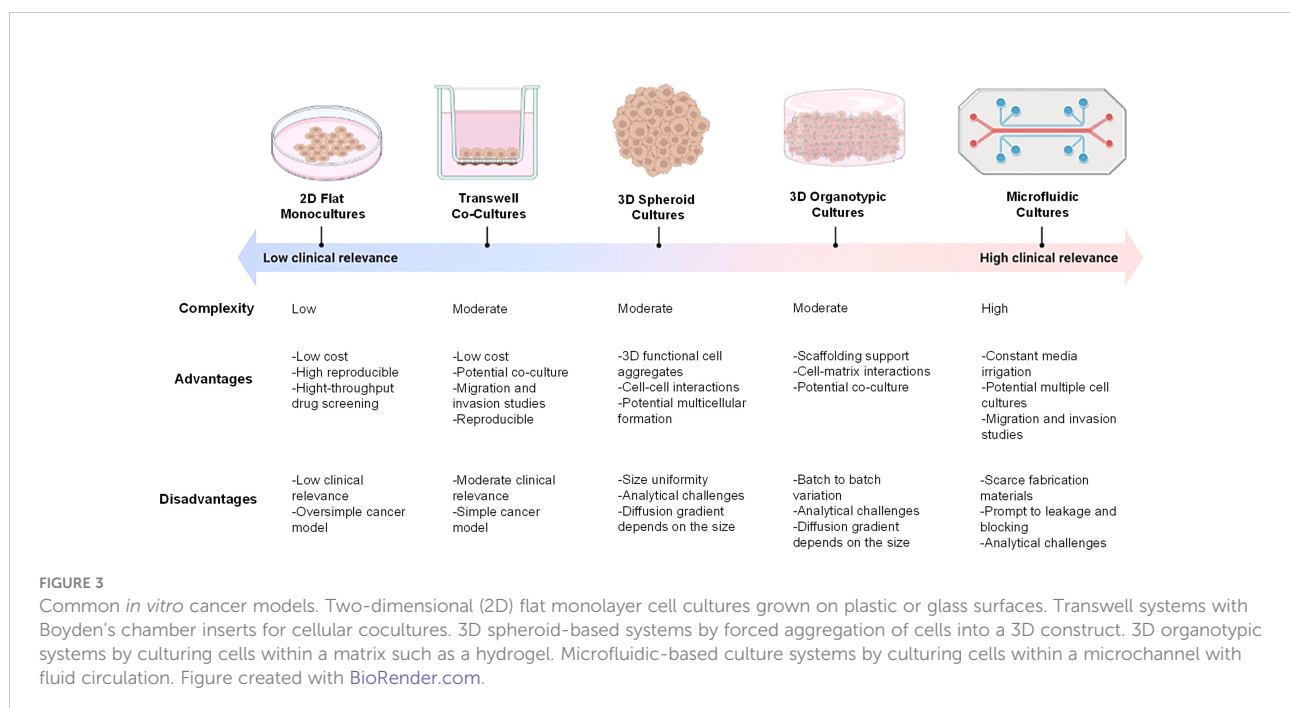 2D Flat
Monocultures
Transwell
Co-Cultures
3D Spheroid
Cultures
3D Organotypic
Cultures
Microfluidic
Cultures
Low clinical relevance
High clinical relevance
Complexity
Low
Moderate
Moderate
Moderate
High
Advantages
-Low cost
-High reproducible
-Hight-throughput
drug screening
-Low cost
-Potential co-culture
-Migration and
invasion studies
-Reproducible
-3D functional cell
aggregates
-Cell-cell interactions
-Potential multicellular
formation
-Scaffolding support
-Cell-matrix interactions
-Potential co-culture
-Constant media
irrigation
-Potential multiple cell
cultures
-Migration and invasion
studies
Disadvantages
-Low clinical
relevance
-Oversimple cancer
model
-Moderate clinical
relevance
-Simple cancer
model
-Size uniformity
-Analytical challenges
-Diffusion gradient
depends on the size
-Batch to batch
variation
-Analytical challenges
-Diffusion gradient
depends on the size
-Scarce fabrication
materials
-Prompt to leakage and
blocking
-Analytical challenges
FIGURE 3
Common in vitro cancer models. Two-dimensional (2D) flat monolayer cell cultures grown on plastic or glass surfaces. Transwell systems with
Boyden's chamber inserts for cellular cocultures. 3D spheroid-based systems by forced aggregation of cells into a 3D construct. 3D organotypic
systems by culturing cells within a matrix such as a hydrogel. Microfluidic-based culture systems by culturing cells within a microchannel with
fluid circulation. Figure created with BioRender.com.